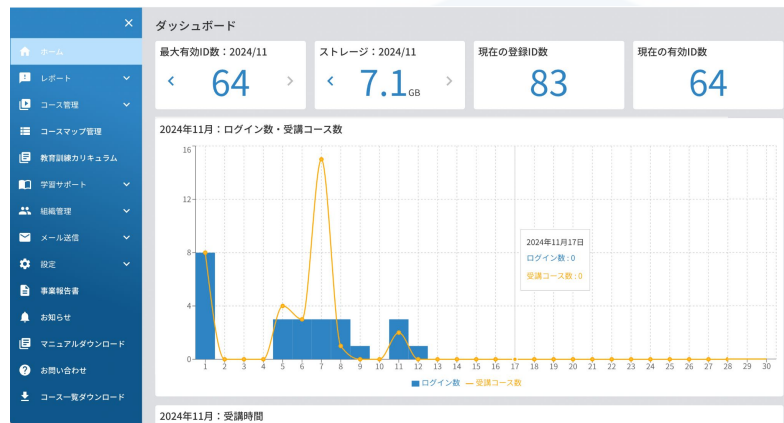 ×
ホーム
レポート
コース管理
コースマップ管理
教育訓練カリキュラム
学習サポート
組織管理
メール送信
設定
事業報告書
お知らせ
マニュアルダウンロード
お問い合わせ
コース一覧ダウンロード
ダッシュボード
最大有効ID数：2024/11
64
ストレージ：2024/11
7.1GB
現在の登録ID数
83
現在の有効ID数
64
2024年11月：ログイン数・受講コース数
16
12
8
4
0
1 2 3 4 5 6 7 8 9 10 11 12 13 14 15 16 17 18 19 20 21 22 23 24 25 26 27 28 29 30
2024年11月17日
ログイン数 : 0
受講コース数 : 0
ログイン数 受講コース数
2024年11月：受講時間